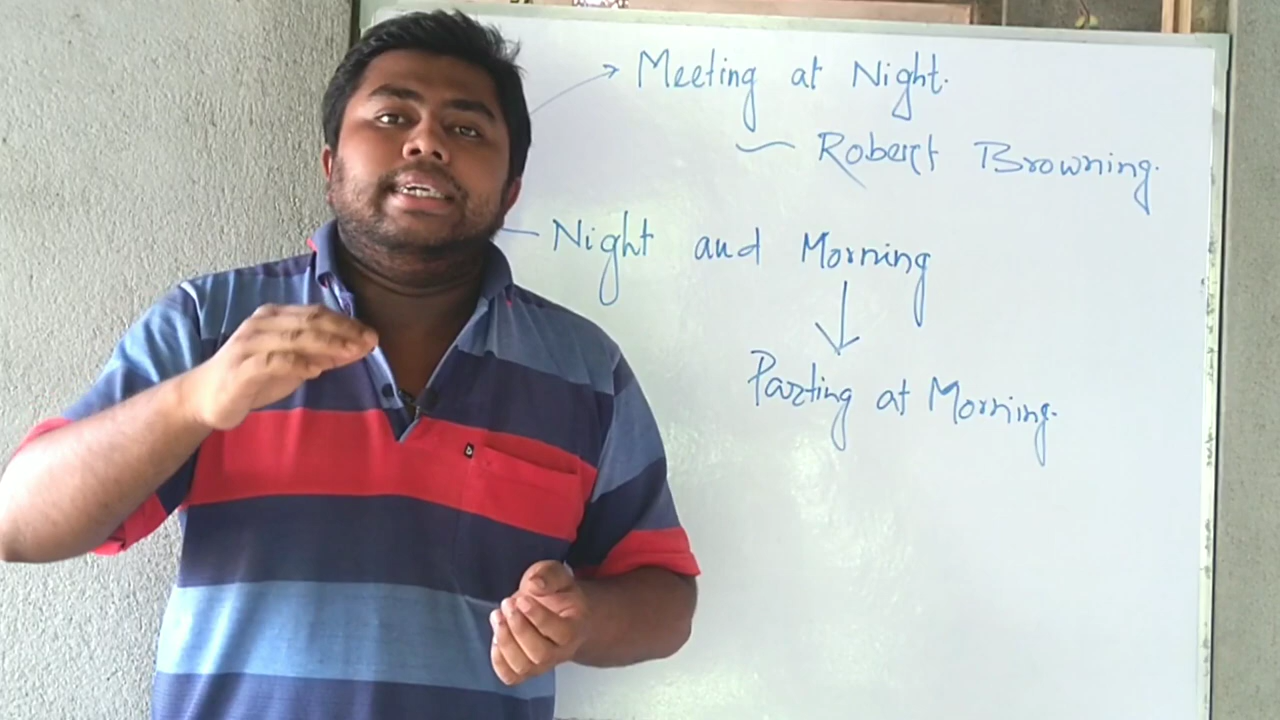 Meeting at Night.
~ Robert Browning.
– Night and Morning
Parting at Morning.